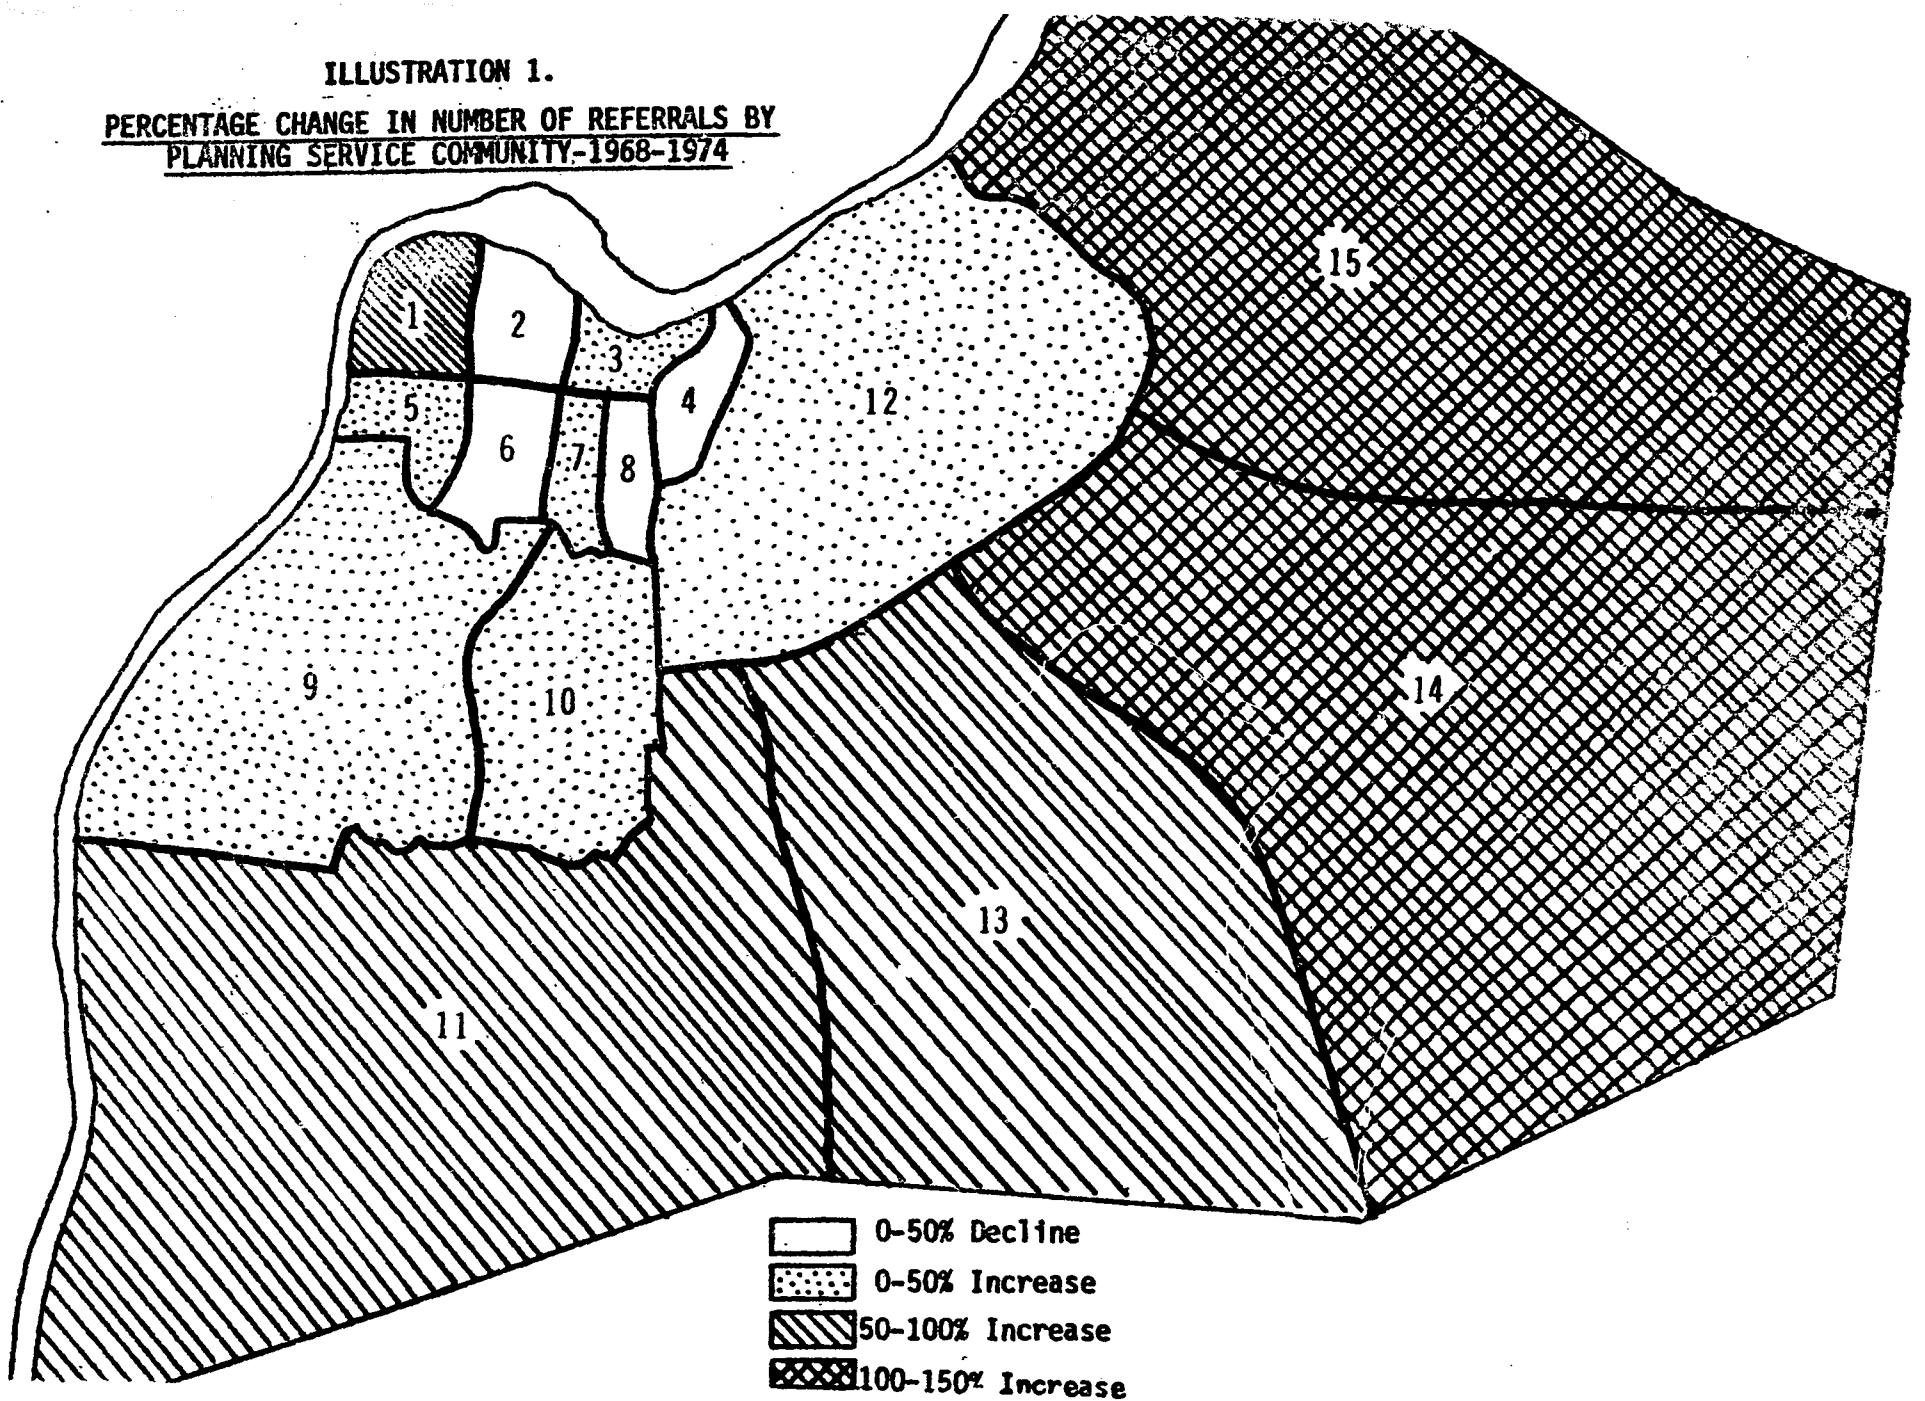 ILLUSTRATION 1.
PERCENTAGE CHANGE IN NUMBER OF REFERRALS BY
PLANNING SERVICE COMMUNITY-1968-1974
15
1
2
3
4
12
5
6
7
8
9
10
14
13
11
0-50% Decline
0-50% Increase
50-100% Increase
100-150% Increase